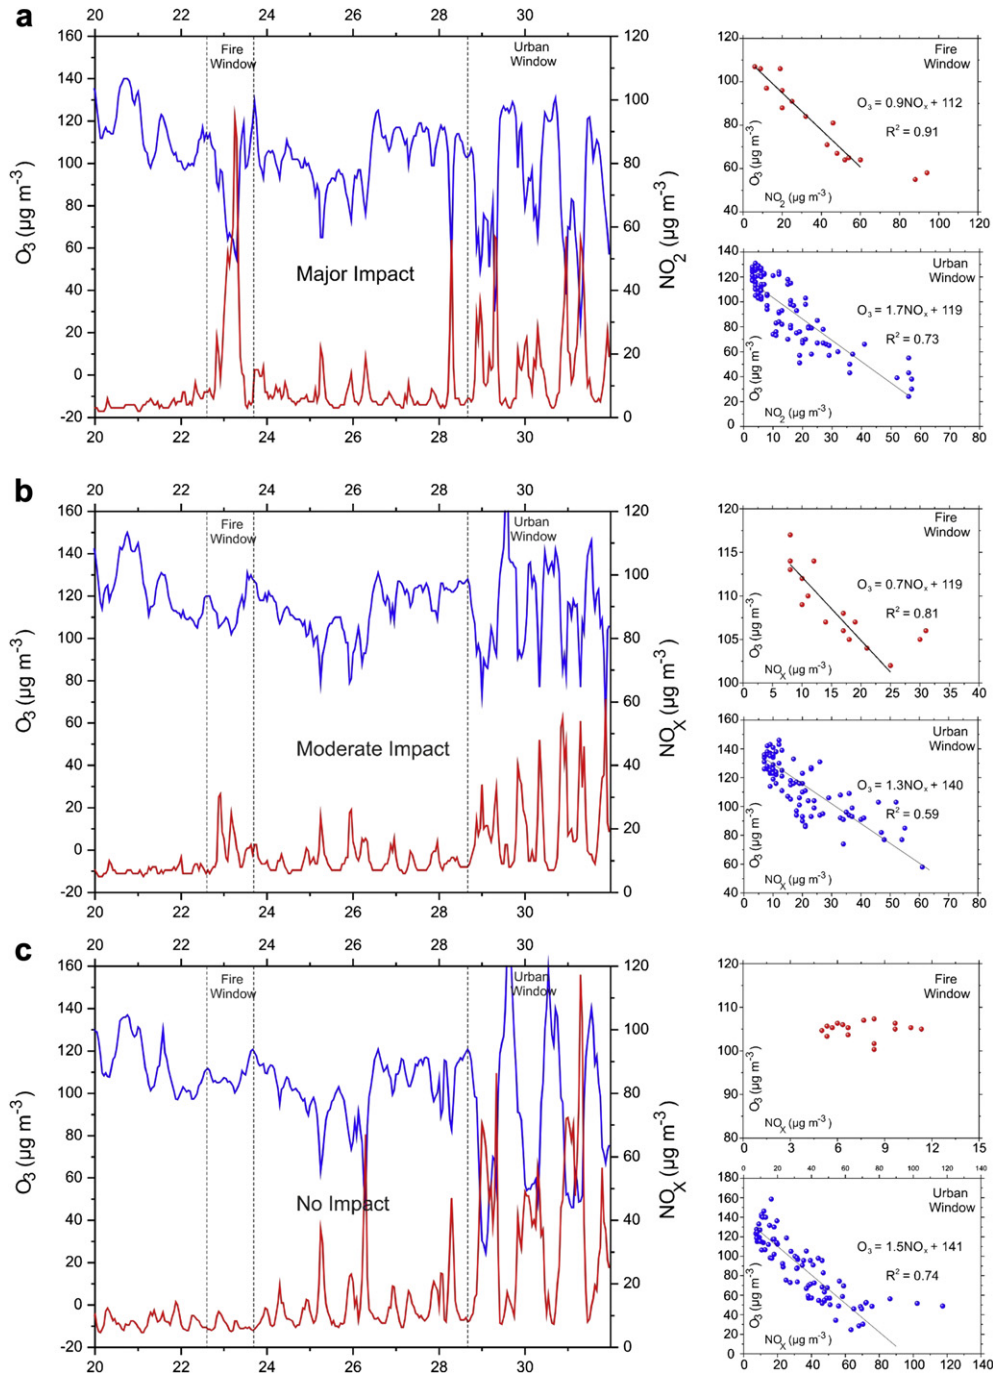 a
20 22 24 26 28 30
160 140 120 100 80 60 40 20 0 -20
O3 (µg m-3)
Fire
Window
Urban
Window
Major Impact
120 100 80 60 40 20 0
NO2 (µg m-3)
20 22 24 26 28 30
120 100 80 60 40
O3 (µg m-3)
Fire
Window
O3 = 0.9NOx + 112
R2 = 0.91
NO2 (µg m-3)
0 20 40 60 80 100 120
140 120 100 80 60 40 20 0
O3 (µg m-3)
Urban
Window
O3 = 1.7NOx + 119
R2 = 0.73
NO2 (µg m-3)
0 10 20 30 40 50 60 70 80
b
20 22 24 26 28 30
160 140 120 100 80 60 40 20 0 -20
O3 (µg m-3)
Fire
Window
Urban
Window
Moderate Impact
120 100 80 60 40 20 0
NOX (µg m-3)
20 22 24 26 28 30
120 115 110 105 100
O3 (µg m-3)
Fire
Window
O3 = 0.7NOx + 119
R2 = 0.81
NOX (µg m-3)
0 5 10 15 20 25 30 35 40
160 140 120 100 80 60 40
O3 (µg m-3)
Urban
Window
O3 = 1.3NOx + 140
R2 = 0.59
NOX (µg m-3)
0 10 20 30 40 50 60 70 80
c
20 22 24 26 28 30
160 140 120 100 80 60 40 20 0 -20
O3 (µg m-3)
Fire
Window
Urban
Window
No Impact
120 100 80 60 40 20 0
NOX (µg m-3)
20 22 24 26 28 30
120 110 100 90 80
O3 (µg m-3)
Fire
Window
NOX (µg m-3)
3 6 9 12 15
0 20 40 60 80 100 120 140
180 160 140 120 100 80 60 40 20 0
O3 (µg m-3)
Urban
Window
O3 = 1.5NOx + 141
R2 = 0.74
NOX (µg m-3)
0 20 40 60 80 100 120 140